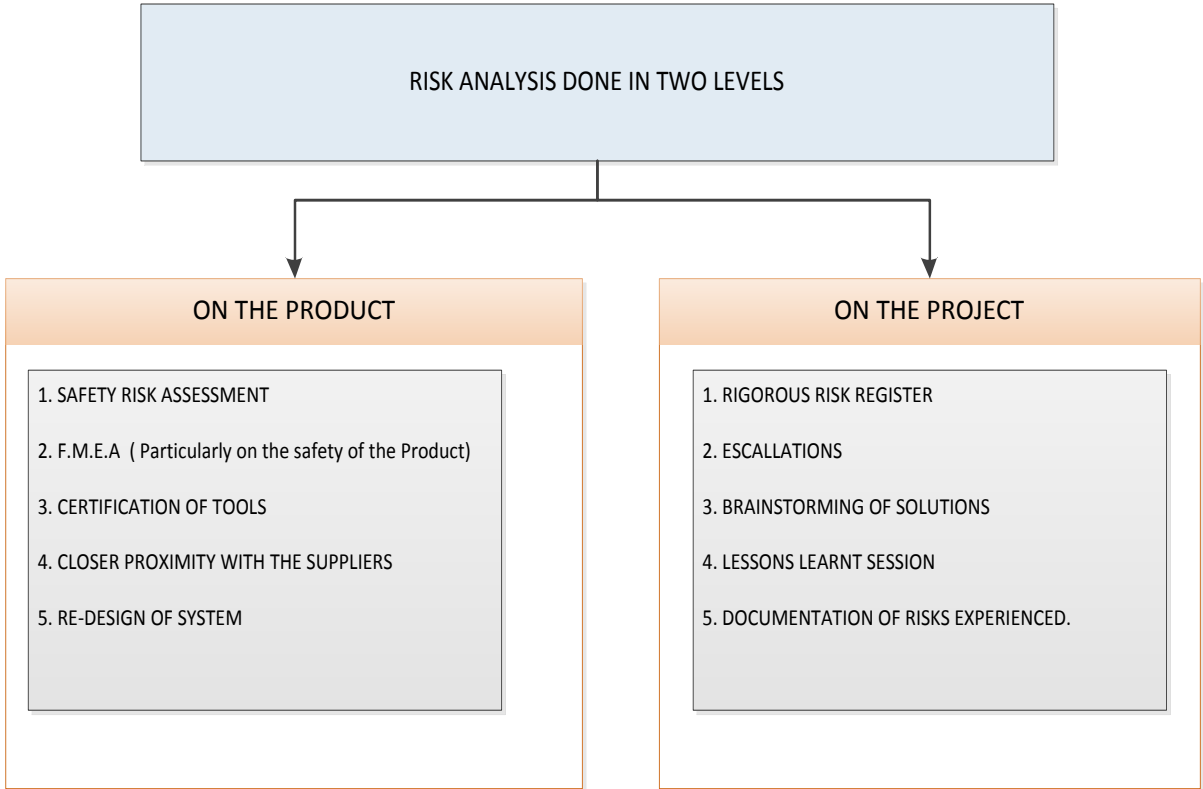 RISK ANALYSIS DONE IN TWO LEVELS
ON THE PRODUCT
1. SAFETY RISK ASSESSMENT
2. F.M.E.A ( Particularly on the safety of the Product)
3. CERTIFICATION OF TOOLS
4. CLOSER PROXIMITY WITH THE SUPPLIERS
5. RE-DESIGN OF SYSTEM
ON THE PROJECT
1. RIGOROUS RISK REGISTER
2. ESCALLATIONS
3. BRAINSTORMING OF SOLUTIONS
4. LESSONS LEARNT SESSION
5. DOCUMENTATION OF RISKS EXPERIENCED.